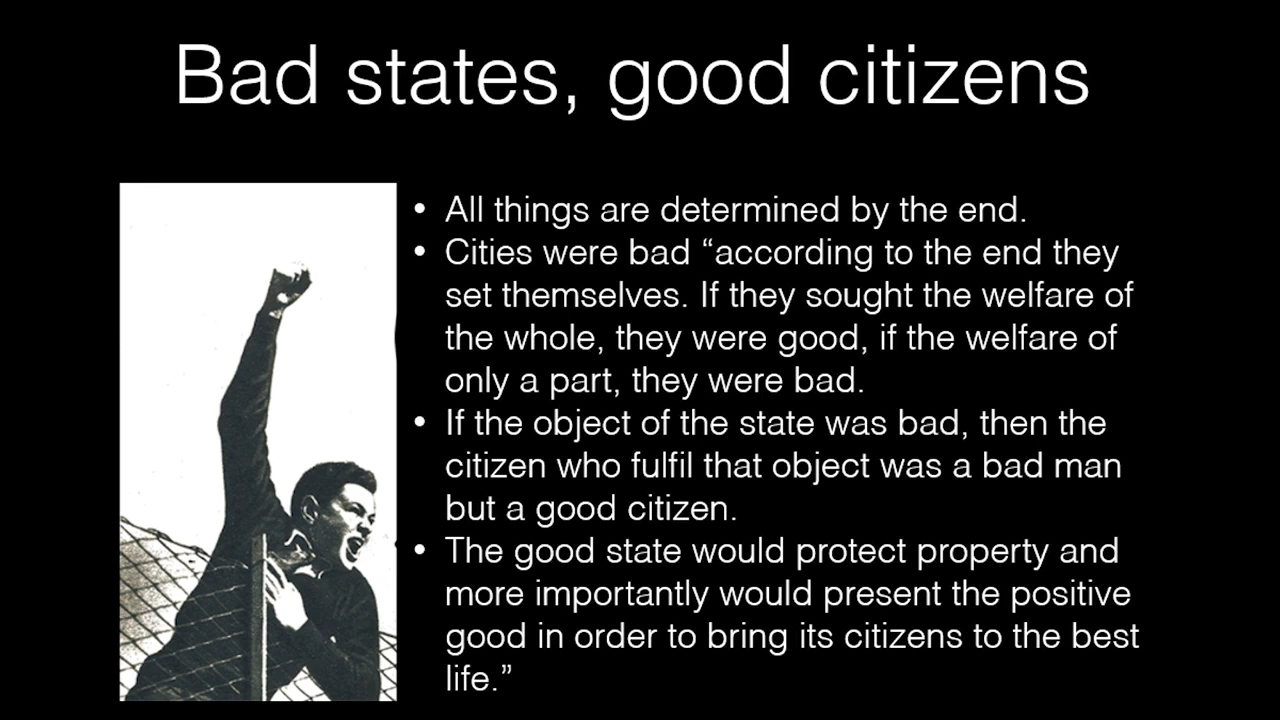 Bad states, good citizens
• All things are determined by the end.
• Cities were bad “according to the end they
set themselves. If they sought the welfare of
the whole, they were good, if the welfare of
only a part, they were bad.
• If the object of the state was bad, then the
citizen who fulfil that object was a bad man
but a good citizen.
• The good state would protect property and
more importantly would present the positive
good in order to bring its citizens to the best
life.”